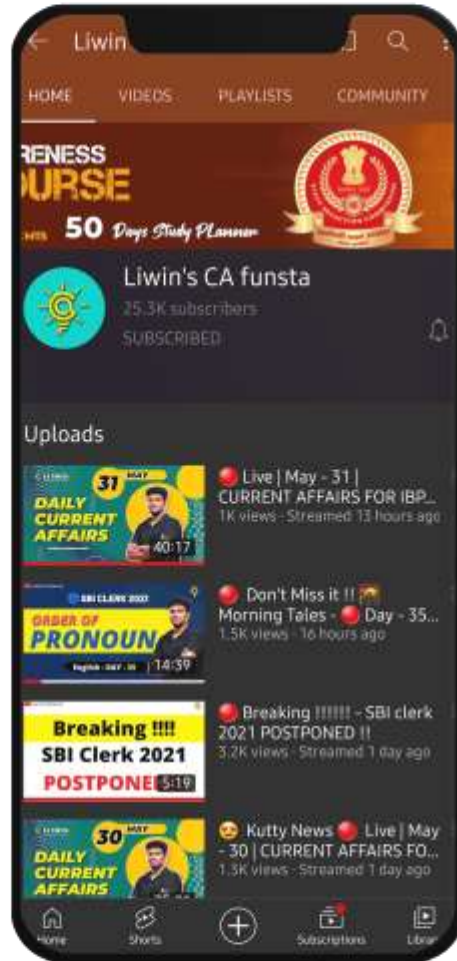 Liwin
HOME VIDEOS PLAYLISTS COMMUNITY
RENESS
OURSE
HTS 50 Days Study Planner
Liwin's CA funsta
25.3K subscribers
SUBSCRIBED
Uploads
31 MAY
DAILY
CURRENT
AFFAIRS
40:17
🔴 Live | May - 31 |
CURRENT AFFAIRS FOR IBP...
1K views · Streamed 13 hours ago
SBI CLERK 2021
ORDER OF
PRONOUN
English - DAY - 35
14:39
🔴 Don't Miss it !!
Morning Tales - 🔴 Day - 35...
1.5K views · 16 hours ago
Breaking !!!!
SBI Clerk 2021
POSTPONE
5:19
🔴 Breaking !!!!!! - SBI clerk
2021 POSTPONED !!
3.2K views · Streamed 1 day ago
30 MAY
DAILY
CURRENT
AFFAIRS
Kutty News 🔴 Live | May
- 30 | CURRENT AFFAIRS FO...
1.3K views · Streamed 1 day ago
Home Shorts Subscriptions Librar